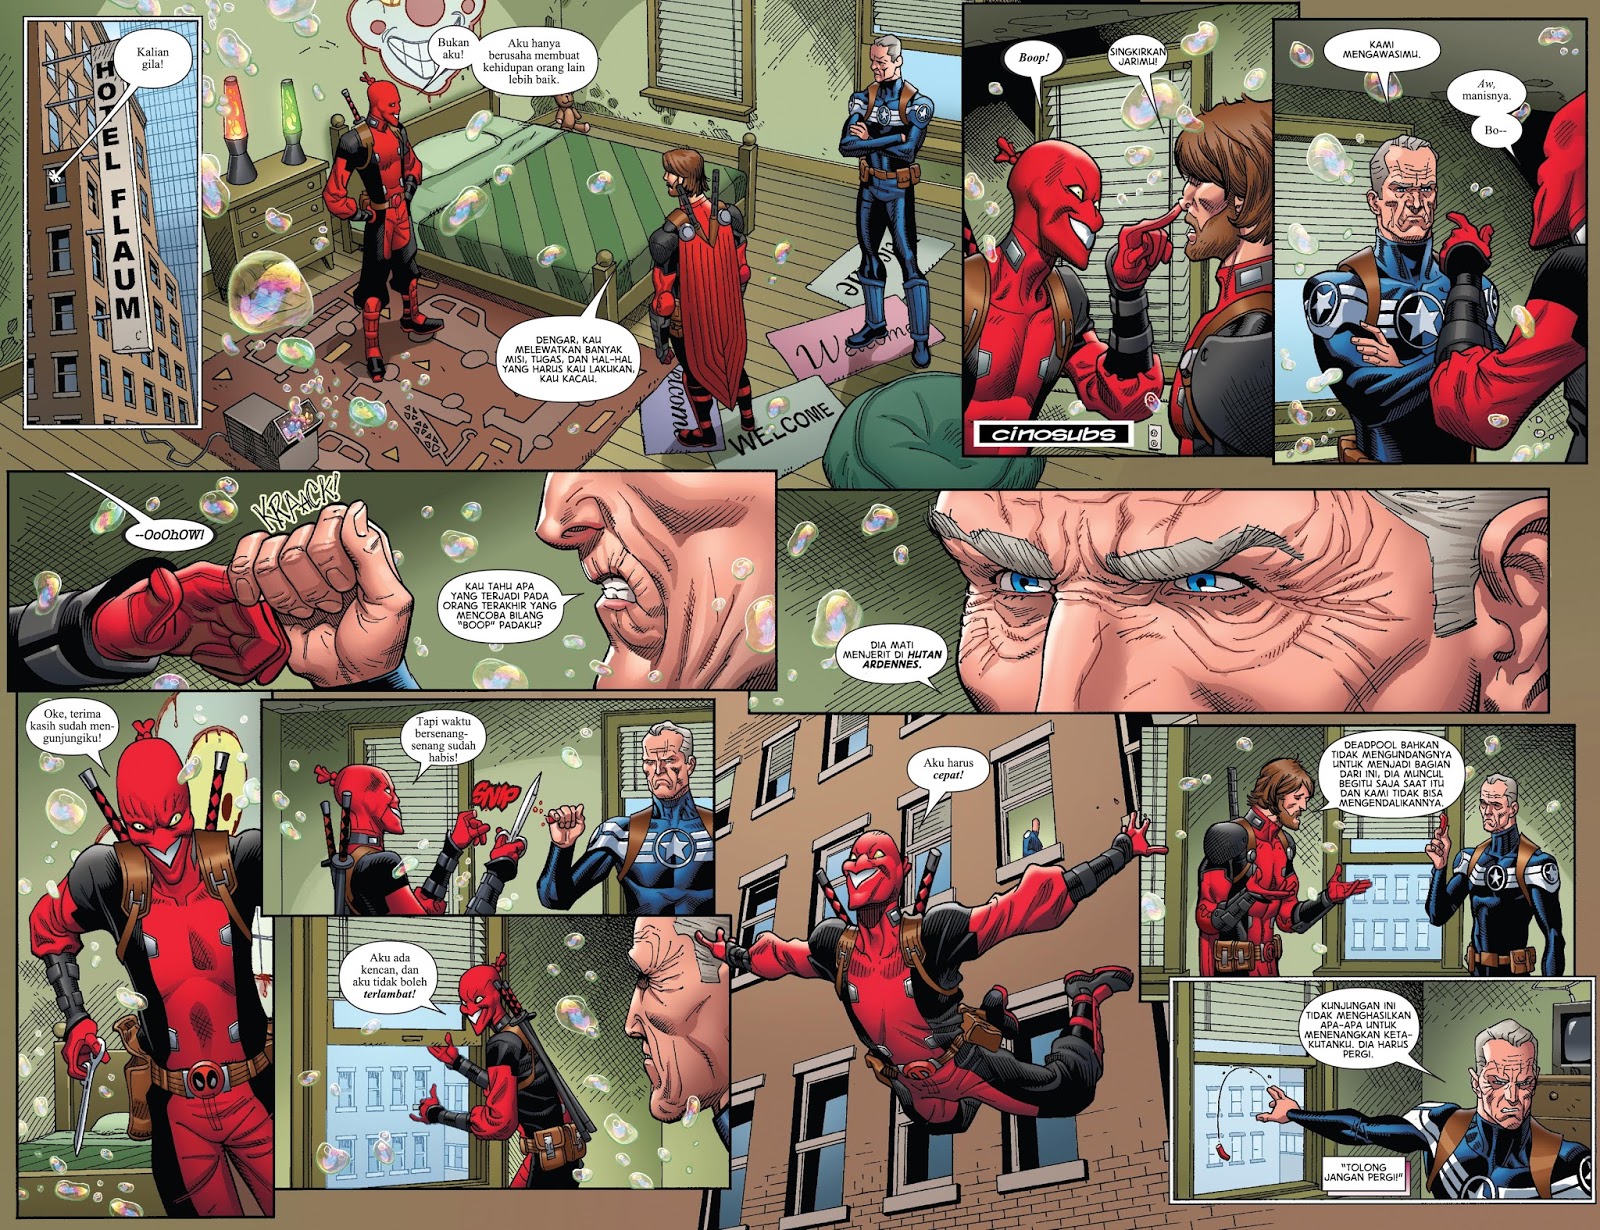 Kalian
gila!
HOTEL FLAUM
Bukan
aku!
Aku hanya
berusaha membuat
kehidupan orang lain
lebih baik.
DENGAR, KAU
MELEWATKAN BANYAK
MISI, TUGAS, DAN HAL-HAL
YANG HARUS KAU LAKUKAN,
KAU KACAU.
Welcome
welcome
WELCOME
Boop!
SINGKIRKAN
JARIMU!
cinosubs
KAMI
MENGAWASIMU.
Aw,
manisnya.
Bo--
--OoOhOW!
KRRACK!
KAU TAHU APA
YANG TERJADI PADA
ORANG TERAKHIR YANG
MENCOBA BILANG
"BOOP" PADAKU?
DIA MATI
MENJERIT DI HUTAN
ARDENNES.
Oke, terima
kasih sudah men-
gunjungiku!
Tapi waktu
bersenang-
senang sudah
habis!
SNIP
Aku ada
kencan, dan
aku tidak boleh
terlambat!
Aku harus
cepat!
DEADPOOL BAHKAN
TIDAK MENGUNDANGNYA
UNTUK MENJADI BAGIAN
DARI INI, DIA MUNCUL
BEGITU SAJA SAAT ITU
DAN KAMI TIDAK BISA
MENGENDALIKANNYA.
KUNJUNGAN INI
TIDAK MENGHASILKAN
APA-APA UNTUK
MENENANGKAN KETA-
KUTANKU. DIA HARUS
PERGI.
"TOLONG
JANGAN PERGI!"